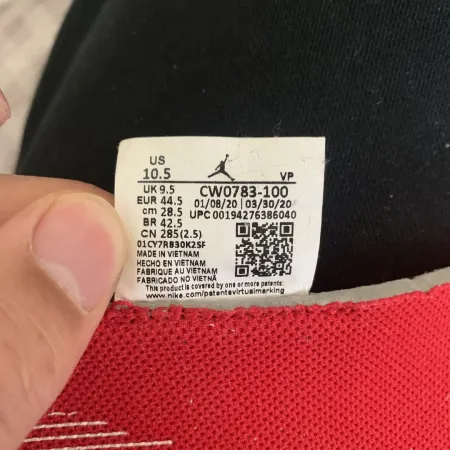 US
10.5 VP
UK 9.5 CW0783-100
EUR 44.5 01/08/20 | 03/30/20
cm 28.5 UPC 00194276386040
BR 42.5
CN 285(2.5)
01CY7R830K2SF
MADE IN VIETNAM
HECHO EN VIETNAM
FABRIQUE AU VIETNAM
FABRICADO NO VIETNÃ
This product is covered by one or more patents:
www.nike.com/patentsvirtualmarking